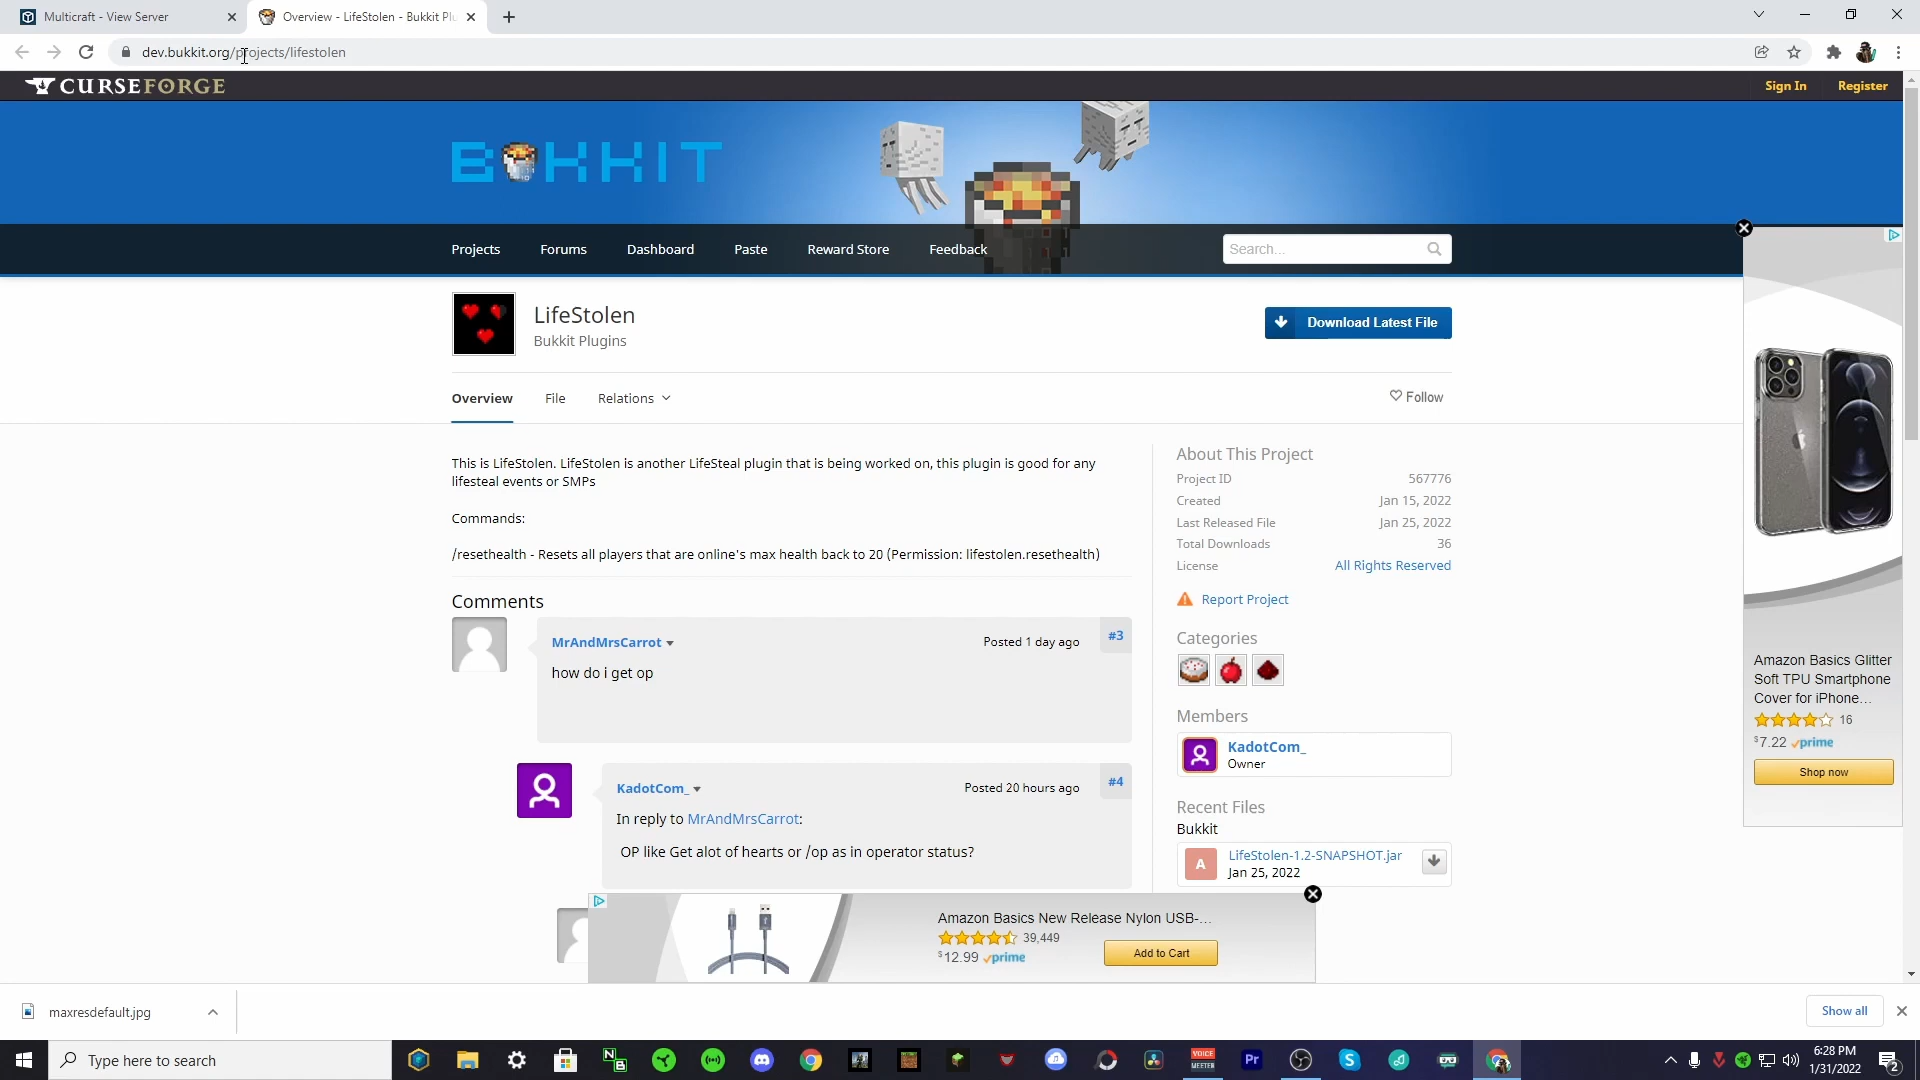 Multicraft - View Server
Overview - LifeStolen - Bukkit Plu
dev.bukkit.org/projects/lifestolen
CURSEFORGE
Sign In
Register
BUKKIT
Projects
Forums
Dashboard
Paste
Reward Store
Feedback
Search...
LifeStolen
Bukkit Plugins
Download Latest File
Overview
File
Relations
Follow
This is LifeStolen. LifeStolen is another LifeSteal plugin that is being worked on, this plugin is good for any
lifesteal events or SMPs
Commands:
/resethealth - Resets all players that are online's max health back to 20 (Permission: lifestolen.resethealth)
Comments
MrAndMrsCarrot
Posted 1 day ago
#3
how do i get op
KadotCom_
Posted 20 hours ago
#4
In reply to MrAndMrsCarrot:
OP like Get alot of hearts or /op as in operator status?
About This Project
Project ID 567776
Created Jan 15, 2022
Last Released File Jan 25, 2022
Total Downloads 36
License All Rights Reserved
Report Project
Categories
Members
KadotCom_
Owner
Recent Files
Bukkit
A
LifeStolen-1.2-SNAPSHOT.jar
Jan 25, 2022
Amazon Basics Glitter
Soft TPU Smartphone
Cover for iPhone...
16
$7.22 prime
Shop now
Amazon Basics New Release Nylon USB-...
39,449
$12.99 prime
Add to Cart
maxresdefault.jpg
Show all
Type here to search
NB
VOICE
MEETER
Pr
6:28 PM
1/31/2022
2